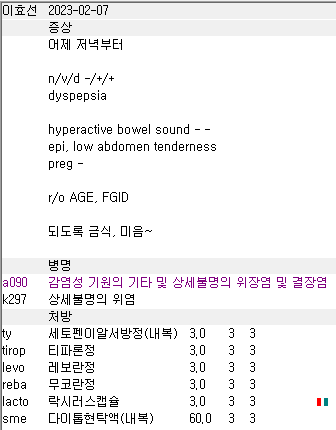 이효선 2023-02-07
증상
어제 저녁부터
n/v/d -/+/+
dyspepsia
hyperactive bowel sound - -
epi, low abdomen tenderness
preg -
r/o AGE, FGID
되도록 금식, 미음~
병명
a090 감염성 기원의 기타 및 상세불명의 위장염 및 결장염
k297 상세불명의 위염
처방
ty 세토펜이알서방정(내복) 3,0 3 3
tirop 티파론정 3,0 3 3
levo 레보란정 3,0 3 3
reba 무코란정 3,0 3 3
lacto 락시러스캡슐 3,0 3 3
sme 다이톱현탁액(내복) 60,0 3 3